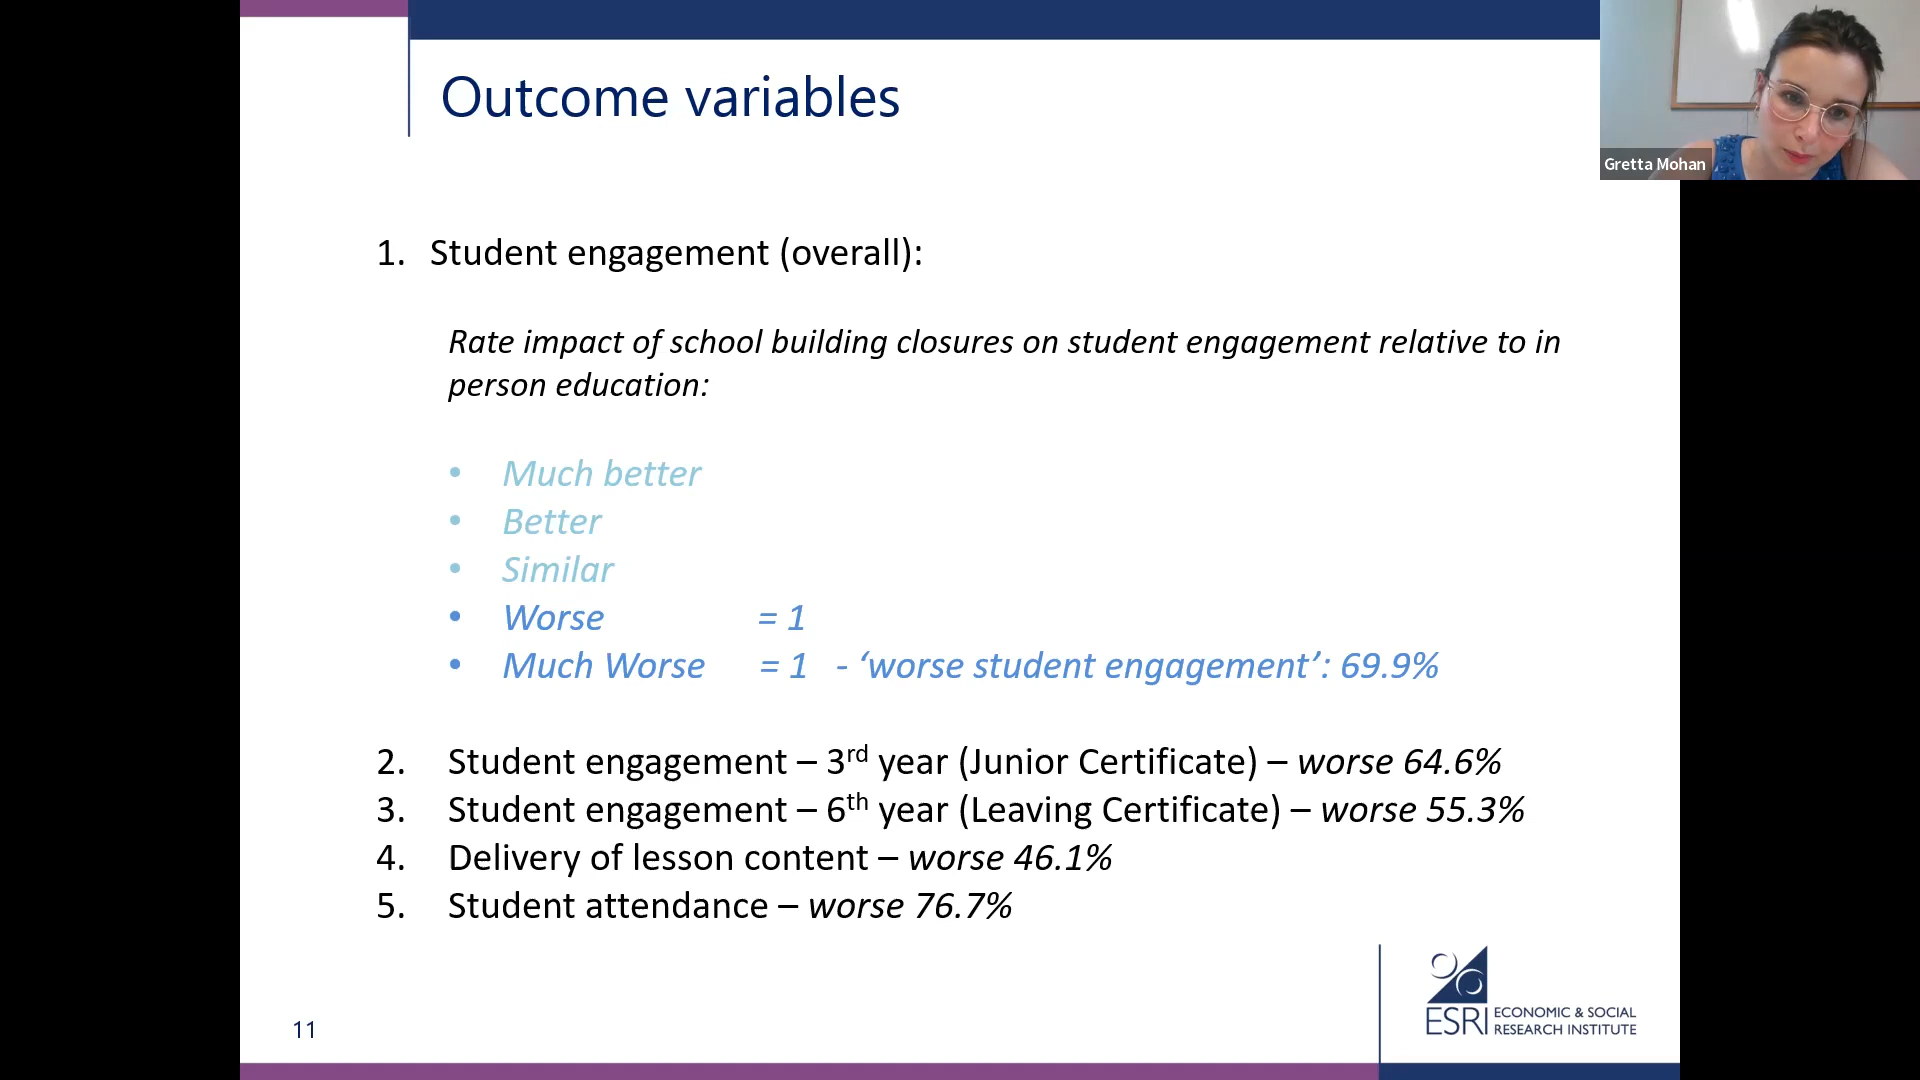 Outcome variables
Gretta Mohan
1. Student engagement (overall):
Rate impact of school building closures on student engagement relative to in
person education:
• Much better
• Better
• Similar
• Worse = 1
• Much Worse = 1 - ‘worse student engagement’: 69.9%
2. Student engagement – 3rd year (Junior Certificate) – worse 64.6%
3. Student engagement – 6th year (Leaving Certificate) – worse 55.3%
4. Delivery of lesson content – worse 46.1%
5. Student attendance – worse 76.7%
11
ESRI ECONOMIC & SOCIAL
RESEARCH INSTITUTE